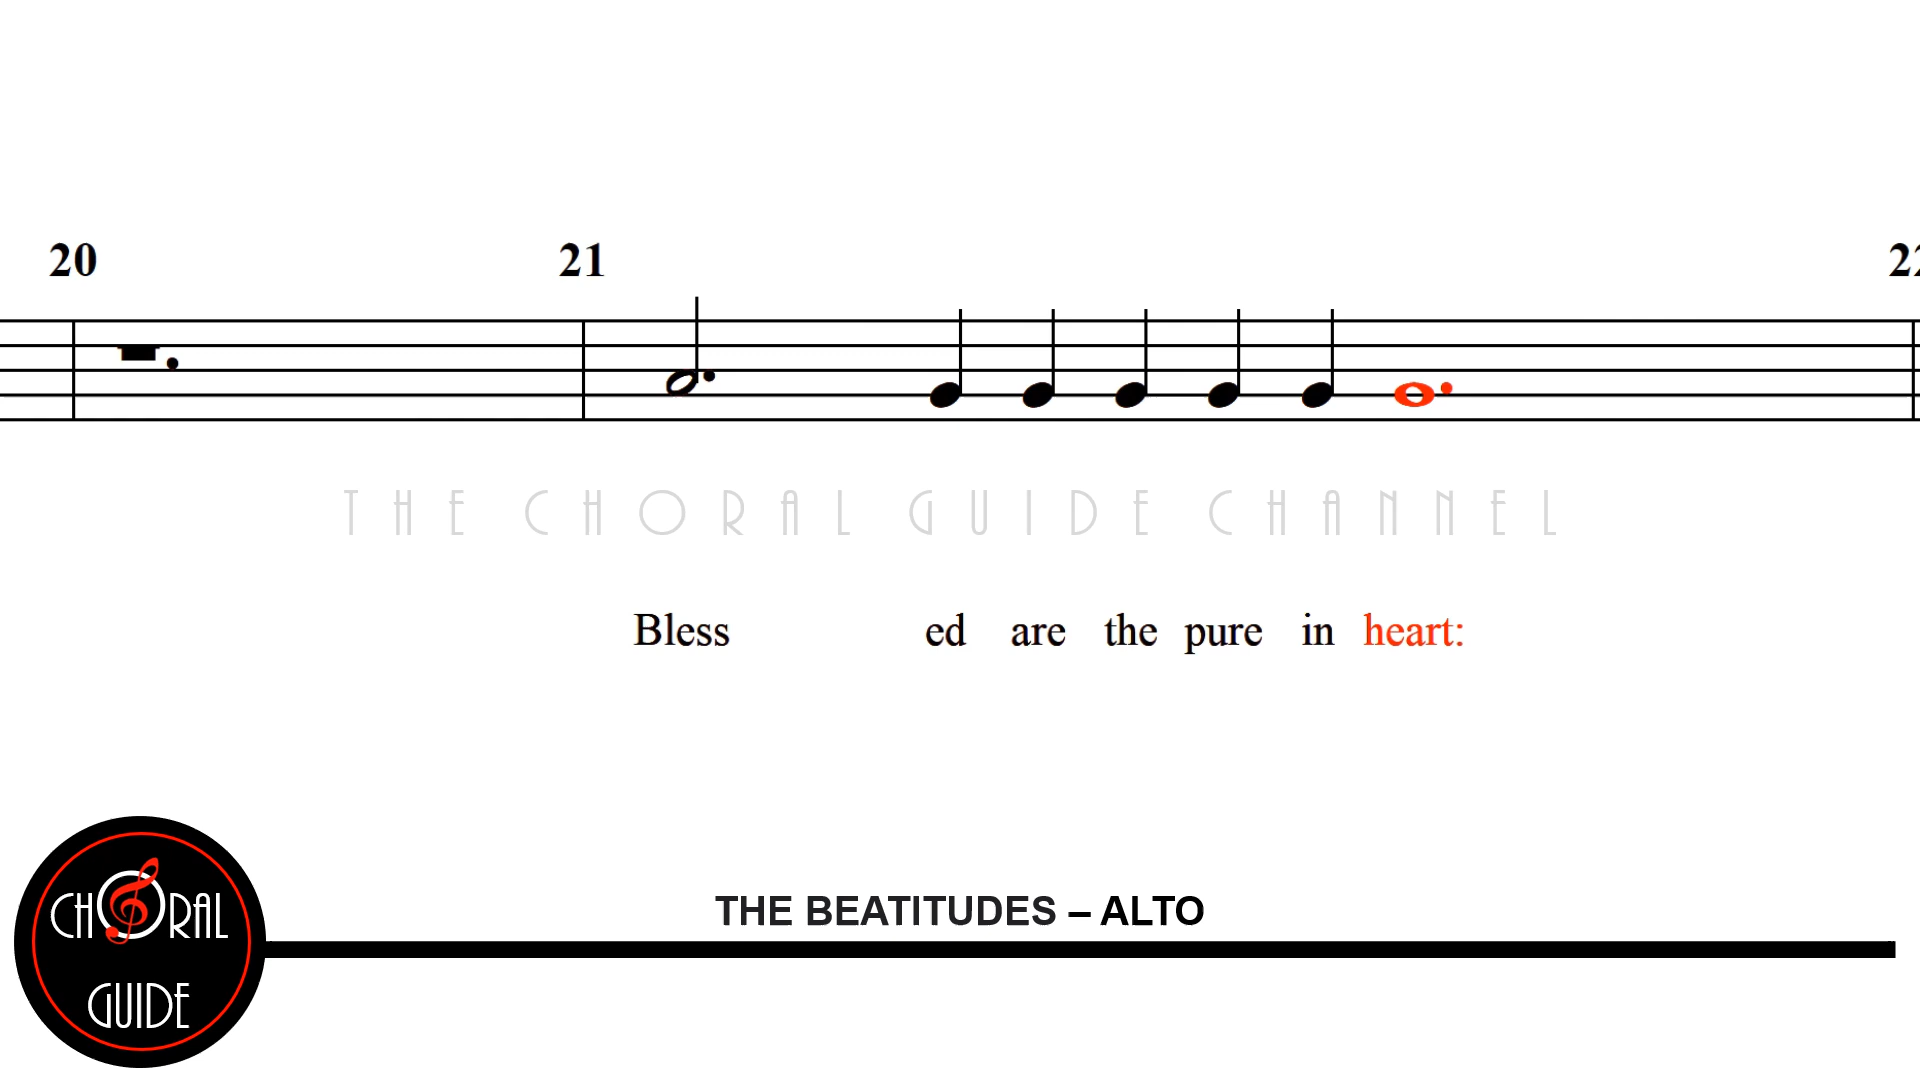 20 21 22
THE CHORAL GUIDE CHANNEL
Bless ed are the pure in heart:
THE BEATITUDES – ALTO
CHORAL
GUIDE